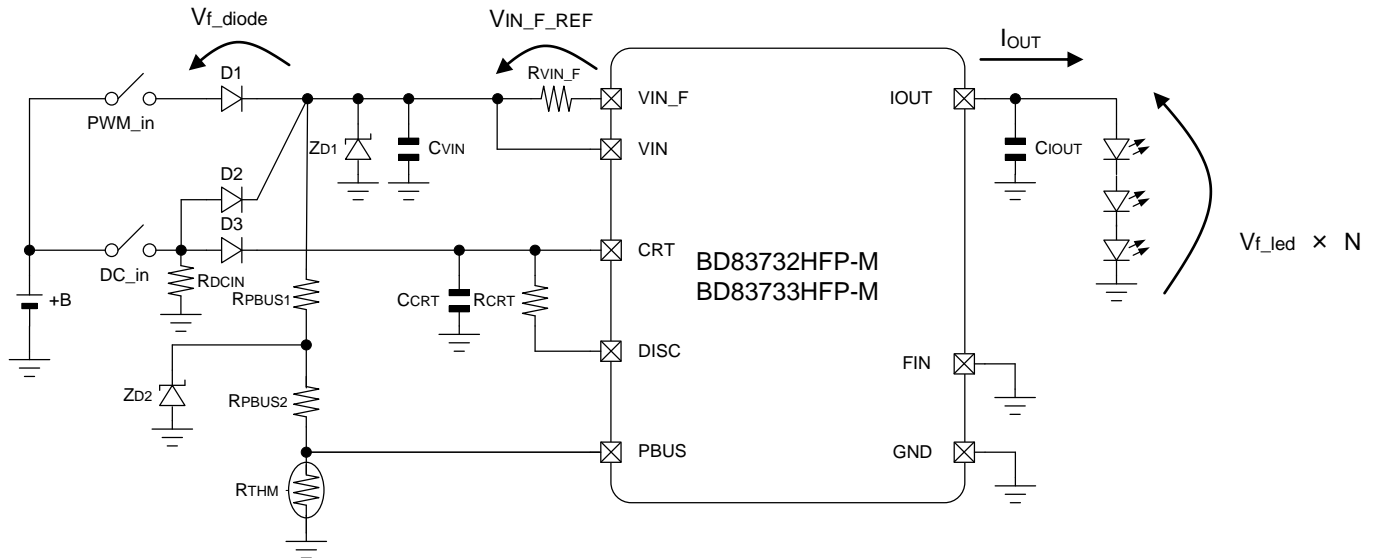 Vf_diode
VIN_F_REF
IOUT
D1
RVIN_F
VIN_F
IOUT
PWM_in
ZD1
CVIN
VIN
CIOUT
D2
D3
CRT
Vf_led × N
DC_in
RDCIN
BD83732HFP-M
BD83733HFP-M
+B
RPBUS1
CCRT
RCRT
DISC
FIN
ZD2
RPBUS2
PBUS
GND
RTHM